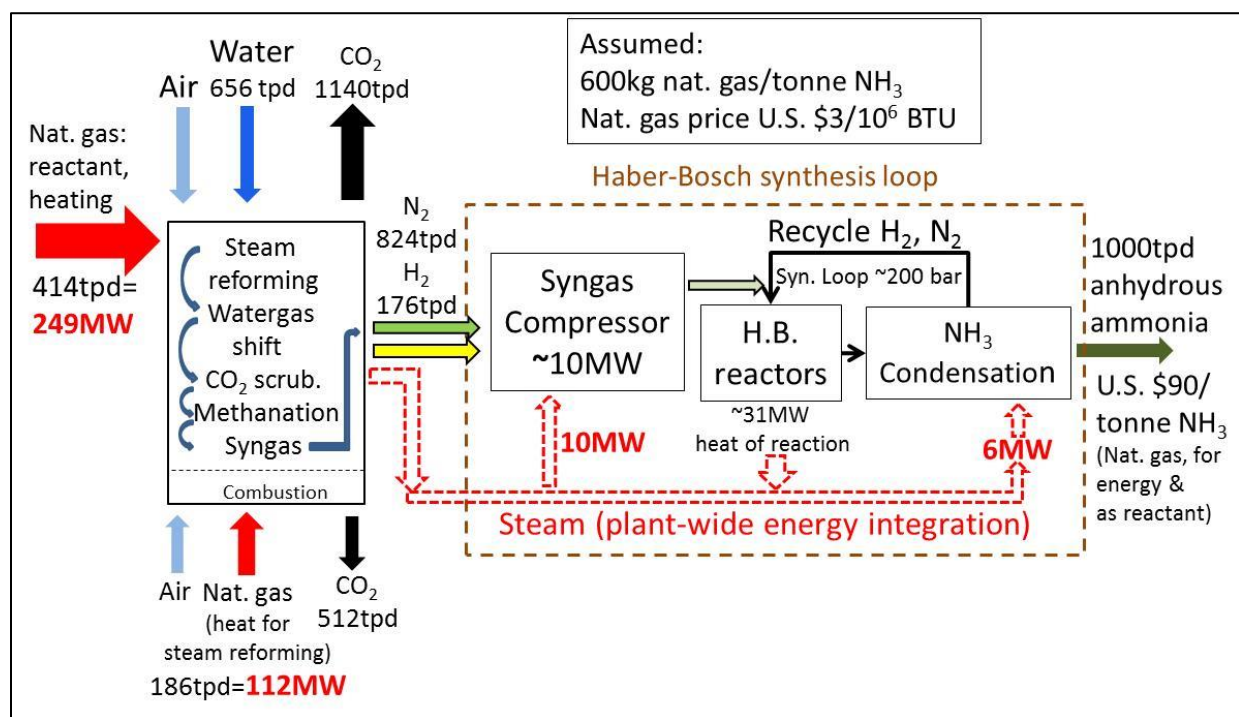 Assumed:
600kg nat. gas/tonne NH₃
Nat. gas price U.S. $3/10⁶ BTU
Air
Water
656 tpd
CO₂
1140tpd
Nat. gas:
reactant,
heating
414tpd=
249MW
Steam
reforming
Watergas
shift
CO₂ scrub.
Methanation
Syngas
Combustion
Air
Nat. gas
(heat for
steam reforming)
186tpd=112MW
CO₂
512tpd
N₂
824tpd
H₂
176tpd
Haber-Bosch synthesis loop
Syngas
Compressor
~10MW
Recycle H₂, N₂
Syn. Loop ~200 bar
H.B.
reactors
~31MW
heat of reaction
NH₃
Condensation
10MW
6MW
Steam (plant-wide energy integration)
1000tpd
anhydrous
ammonia
U.S. $90/
tonne NH₃
(Nat. gas, for
energy &
as reactant)